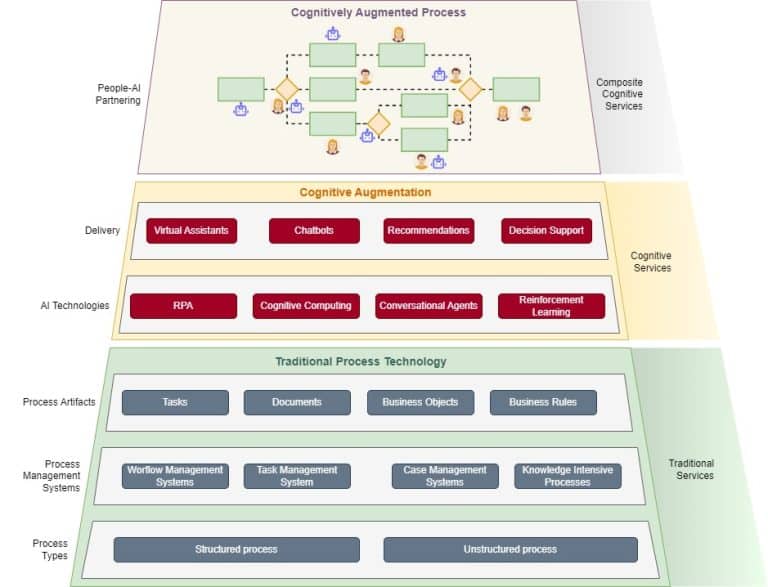 Cognitively Augmented Process
People-AI
Partnering
Composite
Cognitive
Services
Cognitive Augmentation
Delivery
Virtual Assistants
Chatbots
Recommendations
Decision Support
Cognitive
Services
AI Technologies
RPA
Cognitive Computing
Conversational Agents
Reinforcement
Learning
Traditional Process Technology
Process Artifacts
Tasks
Documents
Business Objects
Business Rules
Process
Management
Systems
Worflow Management
Systems
Task Management
System
Case Management
Systems
Knowledge Intensive
Processes
Traditional
Services
Process
Types
Structured process
Unstructured process